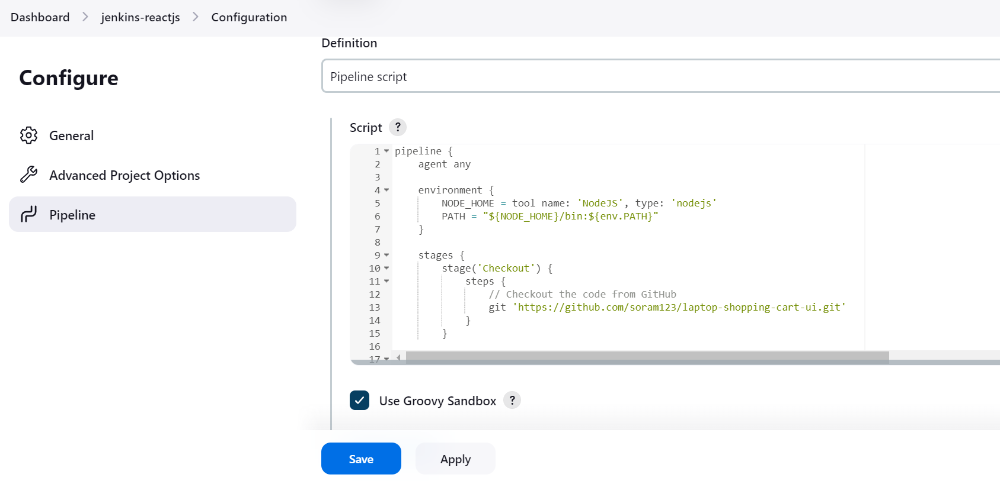 Dashboard > jenkins-reactjs > Configuration
Configure
General
Advanced Project Options
Pipeline
Definition
Pipeline script
Script ?
1 pipeline {
2     agent any
3
4     environment {
5         NODE_HOME = tool name: 'NodeJS', type: 'nodejs'
6         PATH = "${NODE_HOME}/bin:${env.PATH}"
7     }
8
9     stages {
10         stage('Checkout') {
11             steps {
12                 // Checkout the code from GitHub
13                 git 'https://github.com/soram123/laptop-shopping-cart-ui.git'
14             }
15         }
16
17
Use Groovy Sandbox ?
Save
Apply